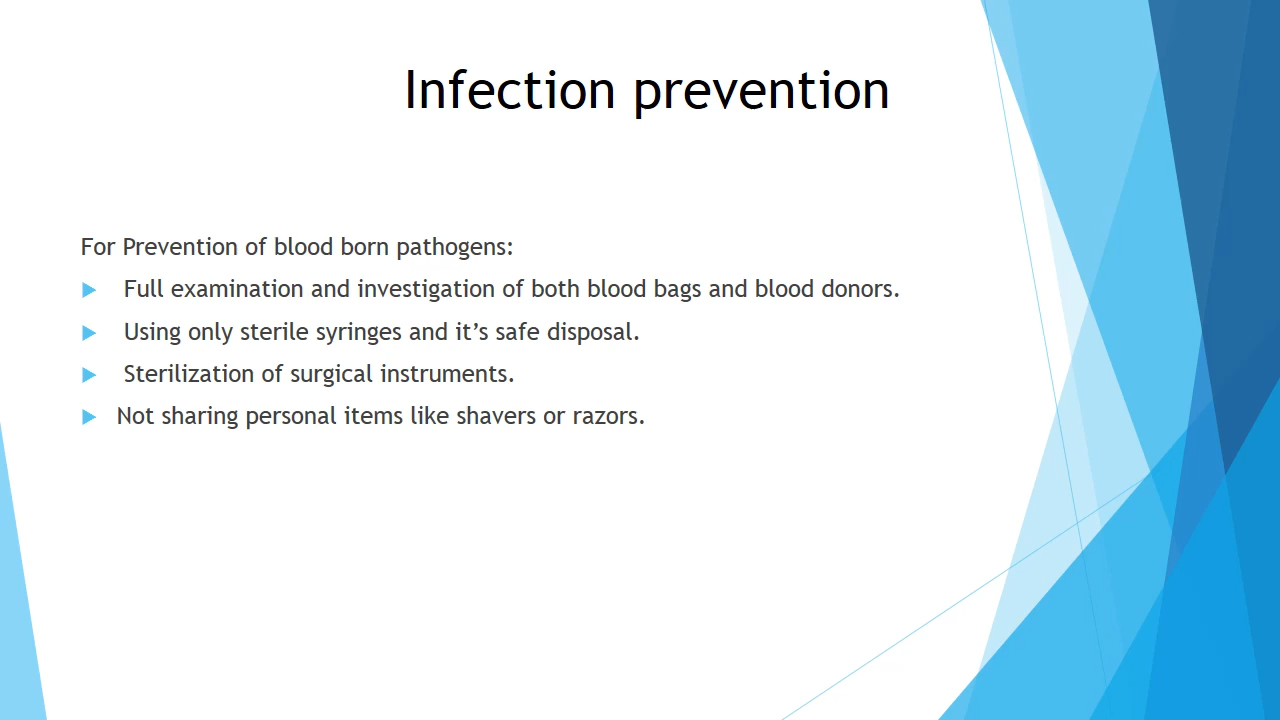 Infection prevention
For Prevention of blood born pathogens:
Full examination and investigation of both blood bags and blood donors.
Using only sterile syringes and it’s safe disposal.
Sterilization of surgical instruments.
Not sharing personal items like shavers or razors.